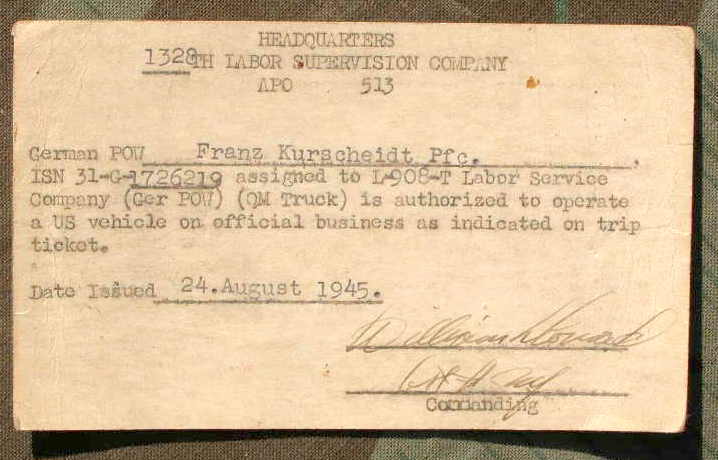 HEADQUARTERS
1328TH LABOR SUPERVISION COMPANY
APO 513
German POW Franz Kurscheidt Pfc.
ISN 31-G-1726219 assigned to L-908-T Labor Service
Company (Ger POW) (QM Truck) is authorized to operate
a US vehicle on official business as indicated on trip
ticket.
Date Issued 24.August 1945.
Commanding